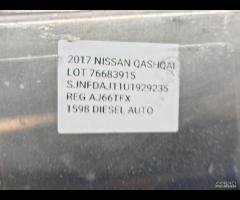 2017 NISSAN QASHQAI
LOT 76683915
SJNFDAJ11U1929235
REG AJ66TFX
1598 DIESEL AUTO